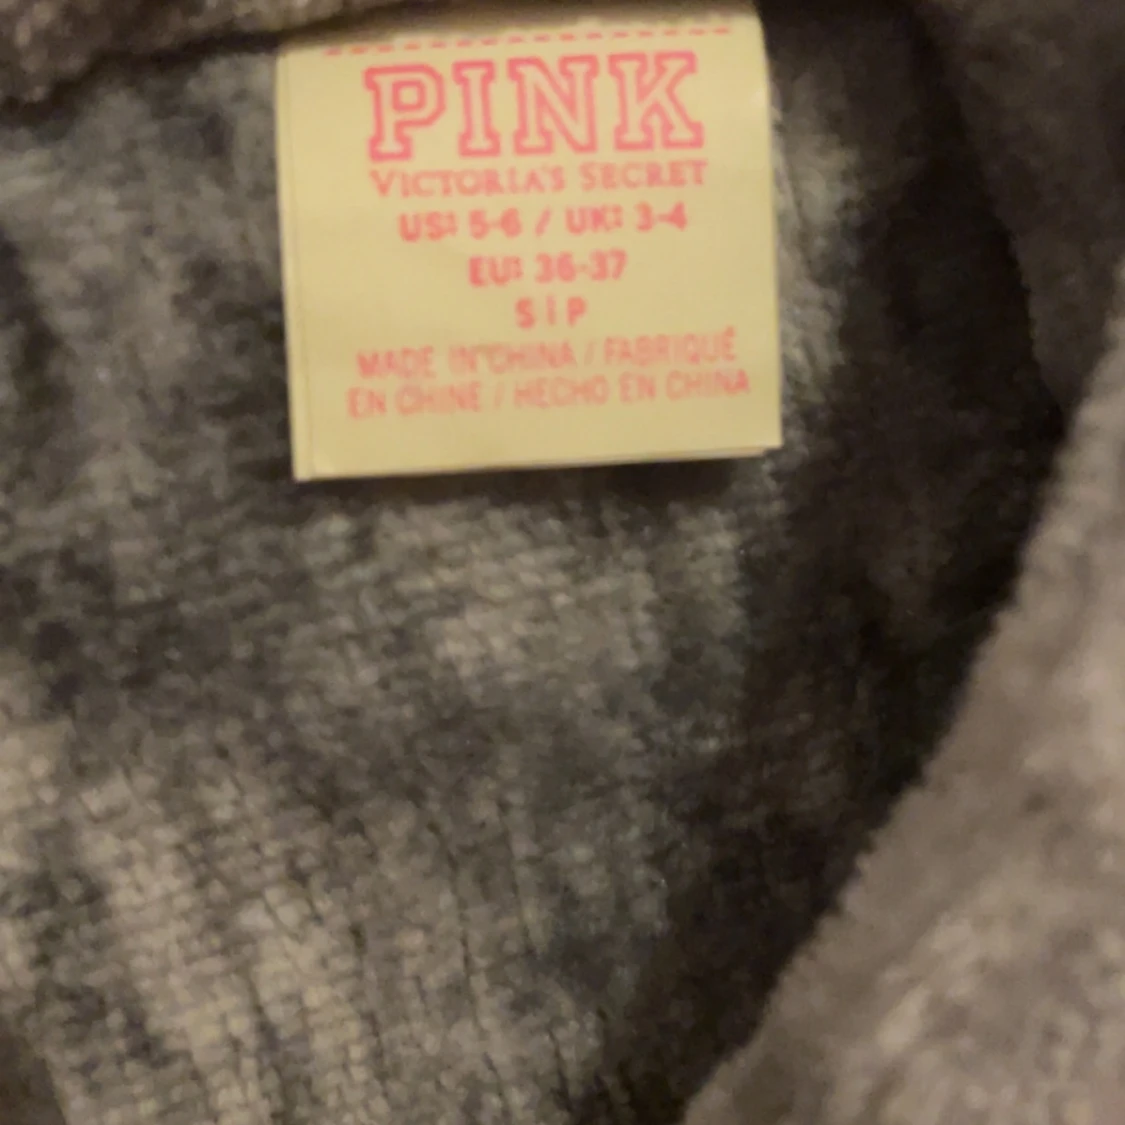 PINK
VICTORIA'S SECRET
US: 5-6 / UK: 3-4
EU: 36-37
S | P
MADE IN CHINA / FABRIQUÉ
EN CHINE / HECHO EN CHINA